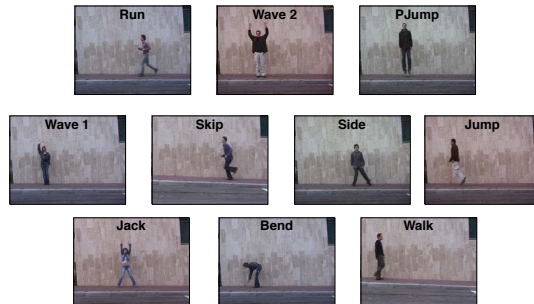 Run
Wave 2
PJump
Wave 1
Skip
Side
Jump
Jack
Bend
Walk